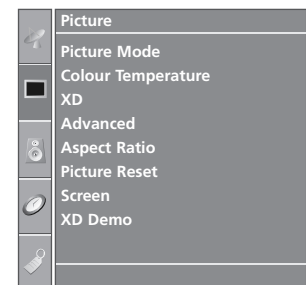 Picture
Picture Mode
Colour Temperature
XD
Advanced
Aspect Ratio
Picture Reset
Screen
XD Demo